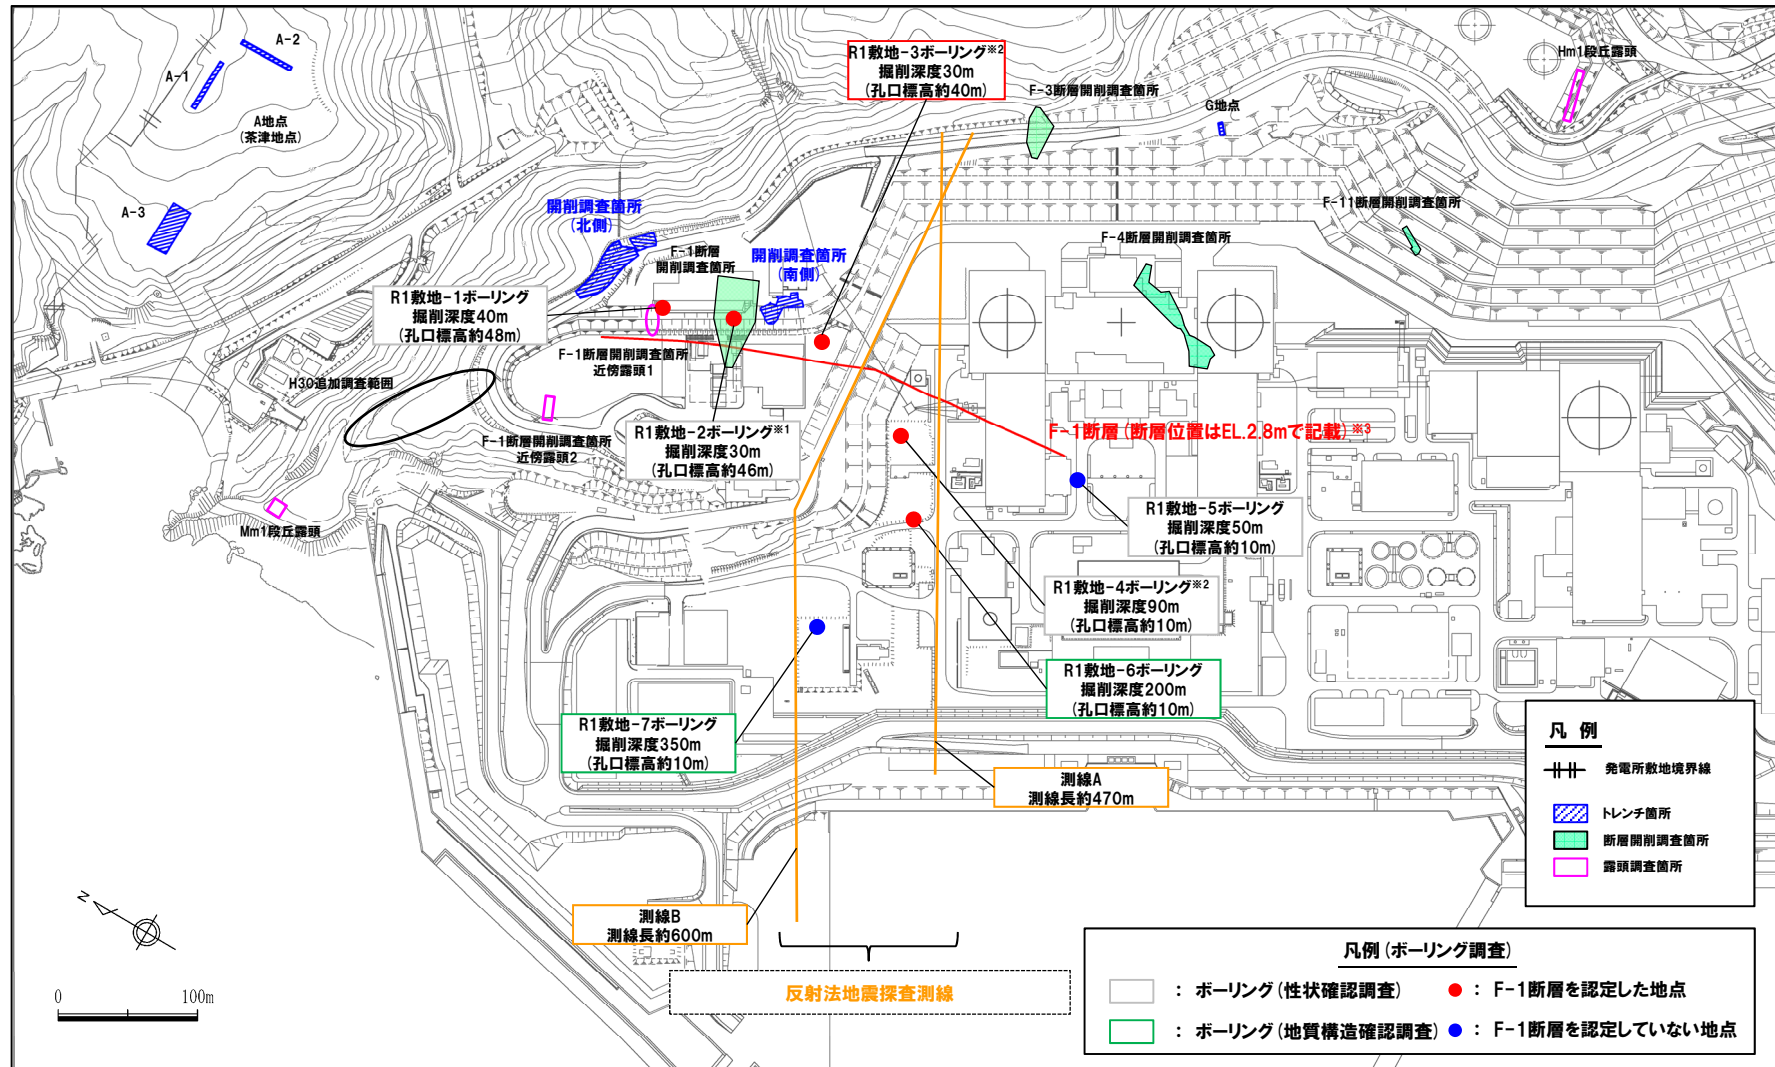 A-2
A-1
A地点
(茶津地点)
A-3
R1敷地-3ボーリング※2
掘削深度30m
(孔口標高約40m)
F-3断層開削調査箇所
G地点
Hm1段丘露頭
F-11断層開削調査箇所
F-4断層開削調査箇所
開削調査箇所
(北側)
F-1断層
開削調査箇所
開削調査箇所
(南側)
R1敷地-1ボーリング
掘削深度40m
(孔口標高約48m)
F-1断層開削調査箇所
近傍露頭1
H30追加調査範囲
F-1断層開削調査箇所
近傍露頭2
R1敷地-2ボーリング※1
掘削深度30m
(孔口標高約46m)
F-1断層(断層位置はEL.2.8mで記載)※3
Mm1段丘露頭
R1敷地-5ボーリング
掘削深度50m
(孔口標高約10m)
R1敷地-4ボーリング※2
掘削深度90m
(孔口標高約10m)
R1敷地-6ボーリング
掘削深度200m
(孔口標高約10m)
R1敷地-7ボーリング
掘削深度350m
(孔口標高約10m)
測線A
測線長約470m
測線B
測線長約600m
反射法地震探査測線
N
0 100m
凡 例
発電所敷地境界線
トレンチ箇所
断層開削調査箇所
露頭調査箇所
凡例(ボーリング調査)
: ボーリング(性状確認調査)
: F-1断層を認定した地点
: ボーリング(地質構造確認調査)
: F-1断層を認定していない地点